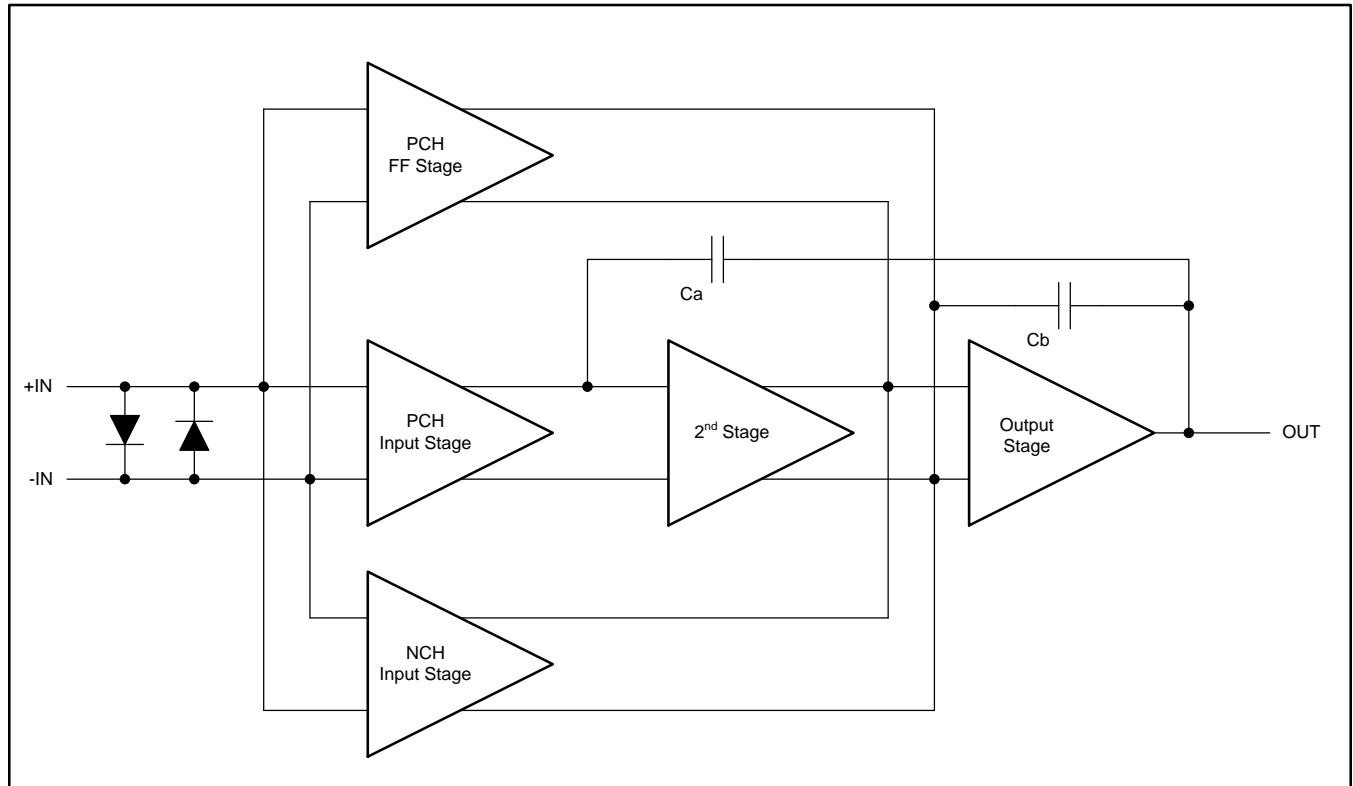 PCH
FF Stage
Ca
Cb
+IN
-IN
PCH
Input Stage
2nd Stage
Output
Stage
OUT
NCH
Input Stage